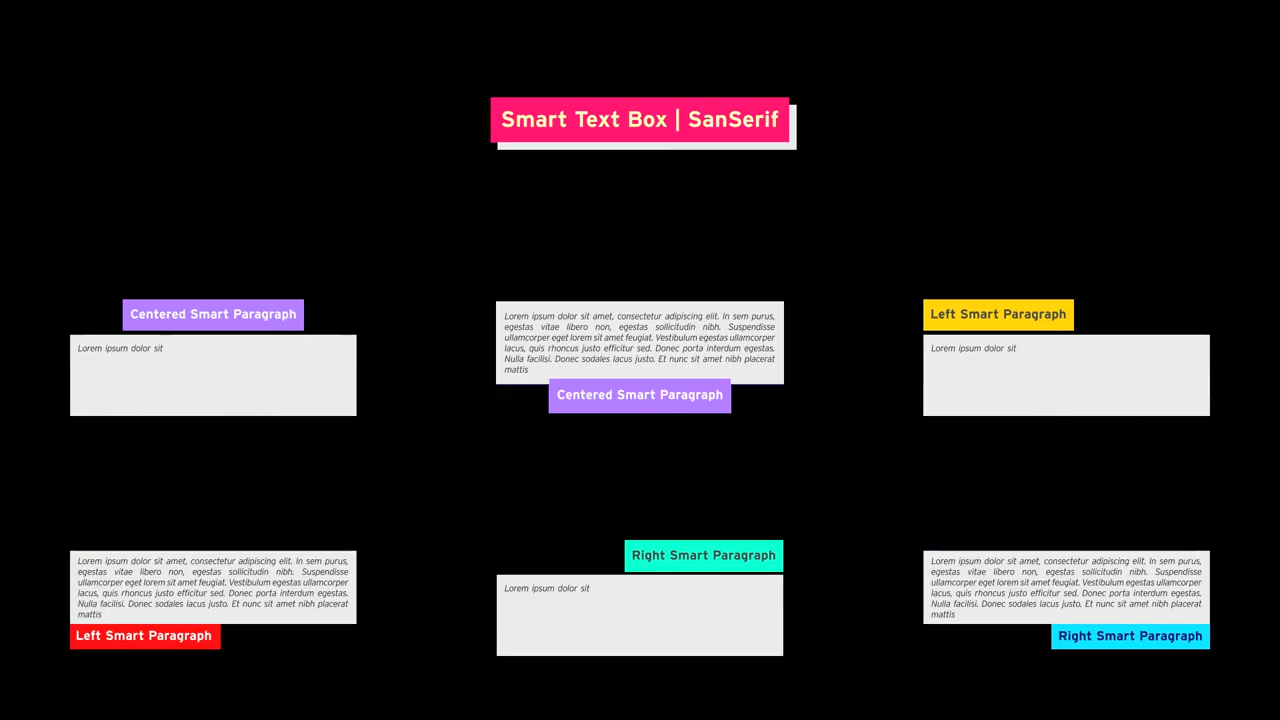 Smart Text Box | SanSerif
Centered Smart Paragraph
Lorem ipsum dolor sit
Lorem ipsum dolor sit amet, consectetur adipiscing elit. In sem purus,
egestas vitae libero non, egestas sollicitudin nibh. Suspendisse
ullamcorper eget lorem sit amet feugiat. Vestibulum egestas ullamcorper
lacus, quis rhoncus justo efficitur sed. Donec porta interdum egestas.
Nulla facilisi. Donec sodales lacus justo. Et nunc sit amet nibh placerat
mattis
Centered Smart Paragraph
Left Smart Paragraph
Lorem ipsum dolor sit
Lorem ipsum dolor sit amet, consectetur adipiscing elit. In sem purus,
egestas vitae libero non, egestas sollicitudin nibh. Suspendisse
ullamcorper eget lorem sit amet feugiat. Vestibulum egestas ullamcorper
lacus, quis rhoncus justo efficitur sed. Donec porta interdum egestas.
Nulla facilisi. Donec sodales lacus justo. Et nunc sit amet nibh placerat
mattis
Left Smart Paragraph
Right Smart Paragraph
Lorem ipsum dolor sit
Lorem ipsum dolor sit amet, consectetur adipiscing elit. In sem purus,
egestas vitae libero non, egestas sollicitudin nibh. Suspendisse
ullamcorper eget lorem sit amet feugiat. Vestibulum egestas ullamcorper
lacus, quis rhoncus justo efficitur sed. Donec porta interdum egestas.
Nulla facilisi. Donec sodales lacus justo. Et nunc sit amet nibh placerat
mattis
Right Smart Paragraph